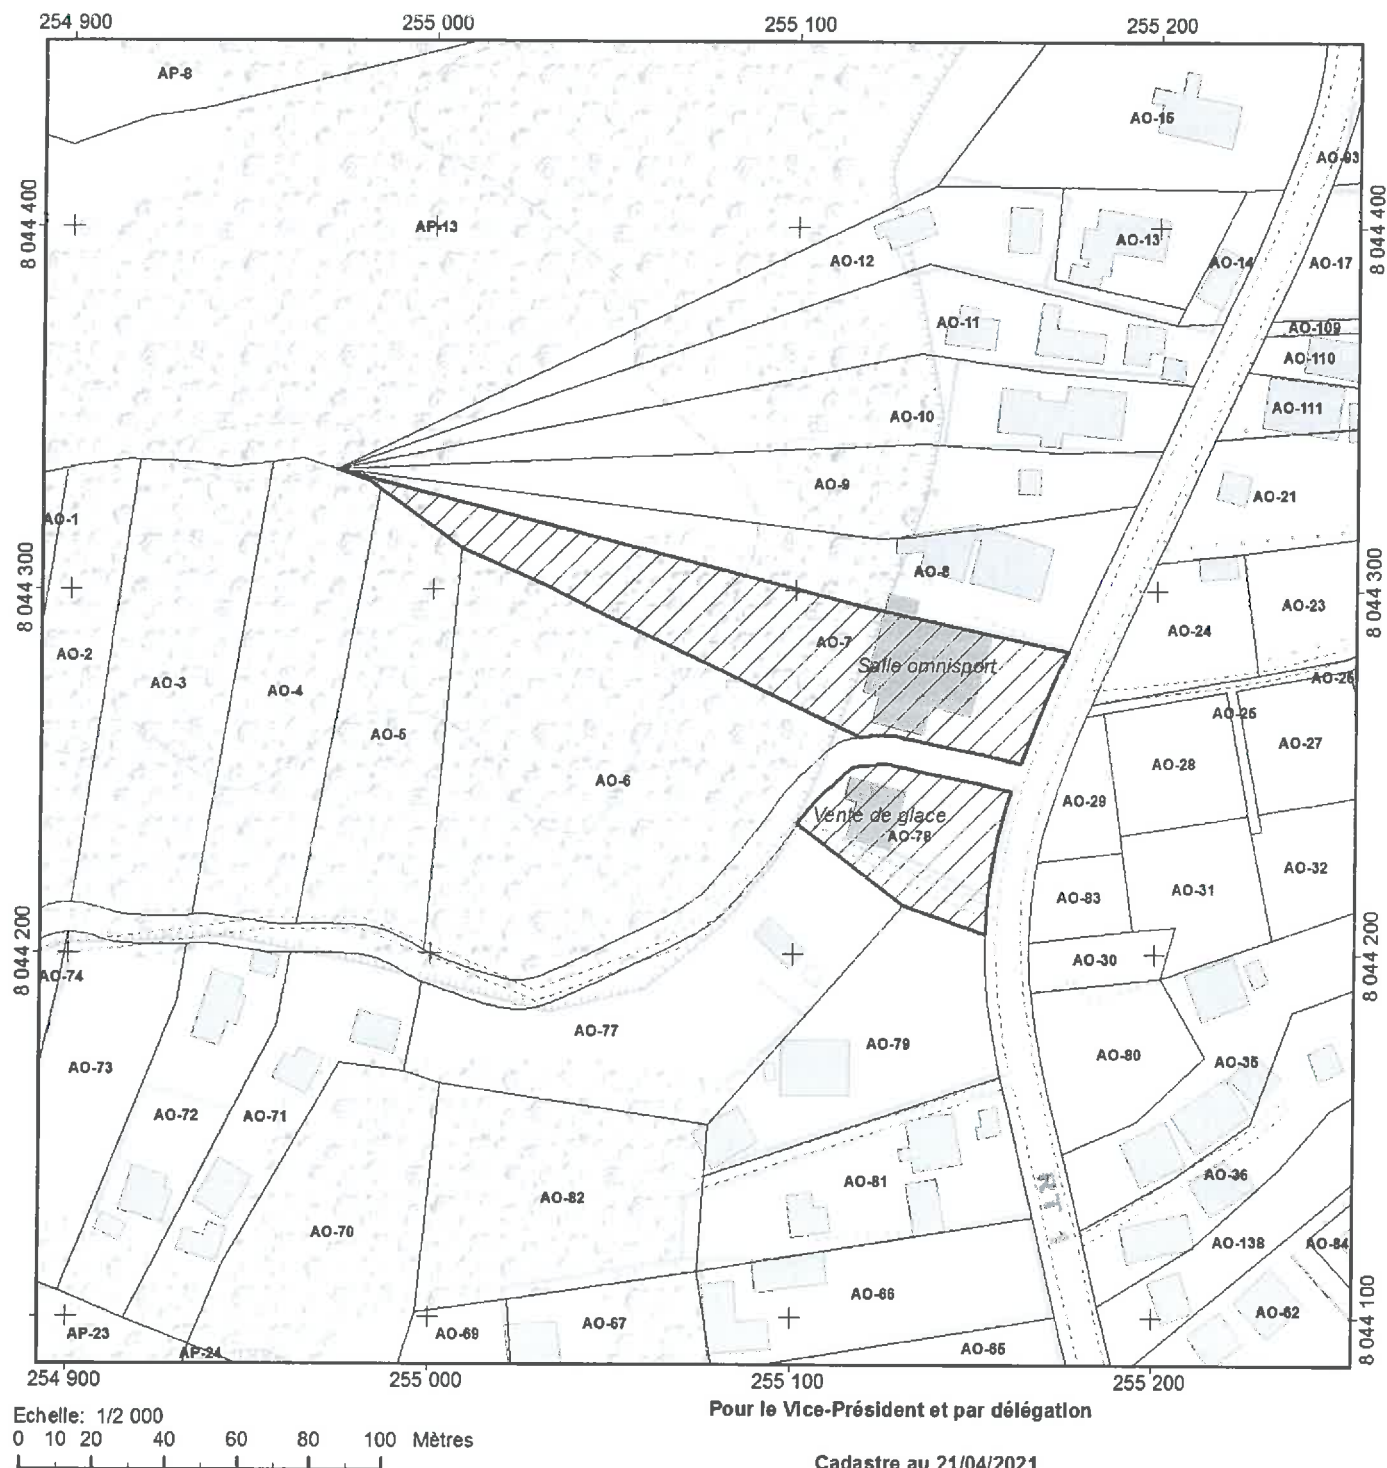 254 900 255 000 255 100 255 200
AP-8
AO-15
AO-93
8 044 400
AP-13
AO-12
AO-13
AO-14
AO-17
8 044 400
AO-11
AO-109
AO-110
AO-10
AO-111
AO-9
AO-21
AO-1
8 044 300
AO-8
AO-23
8 044 300
AO-2
AO-3
AO-4
AO-7
AO-24
Salle omnisport
AO-26
AO-5
AO-25
AO-6
AO-28
AO-27
AO-29
Vente de glace
AO-78
AO-32
AO-83
AO-31
8 044 200
AO-74
AO-30
8 044 200
AO-77
AO-79
AO-80
AO-35
AO-73
AO-72
AO-71
AO-82
AO-81
AO-36
RT 1
AO-70
AO-138
AO-84
AO-66
AO-62
AP-23
AP-24
AO-69
AO-67
AO-65
8 044 100
254 900 255 000 255 100 255 200
Echelle: 1/2 000
0 10 20 40 60 80 100 Mètres
Pour le Vice-Président et par délégation
Cadastre au 21/04/2021